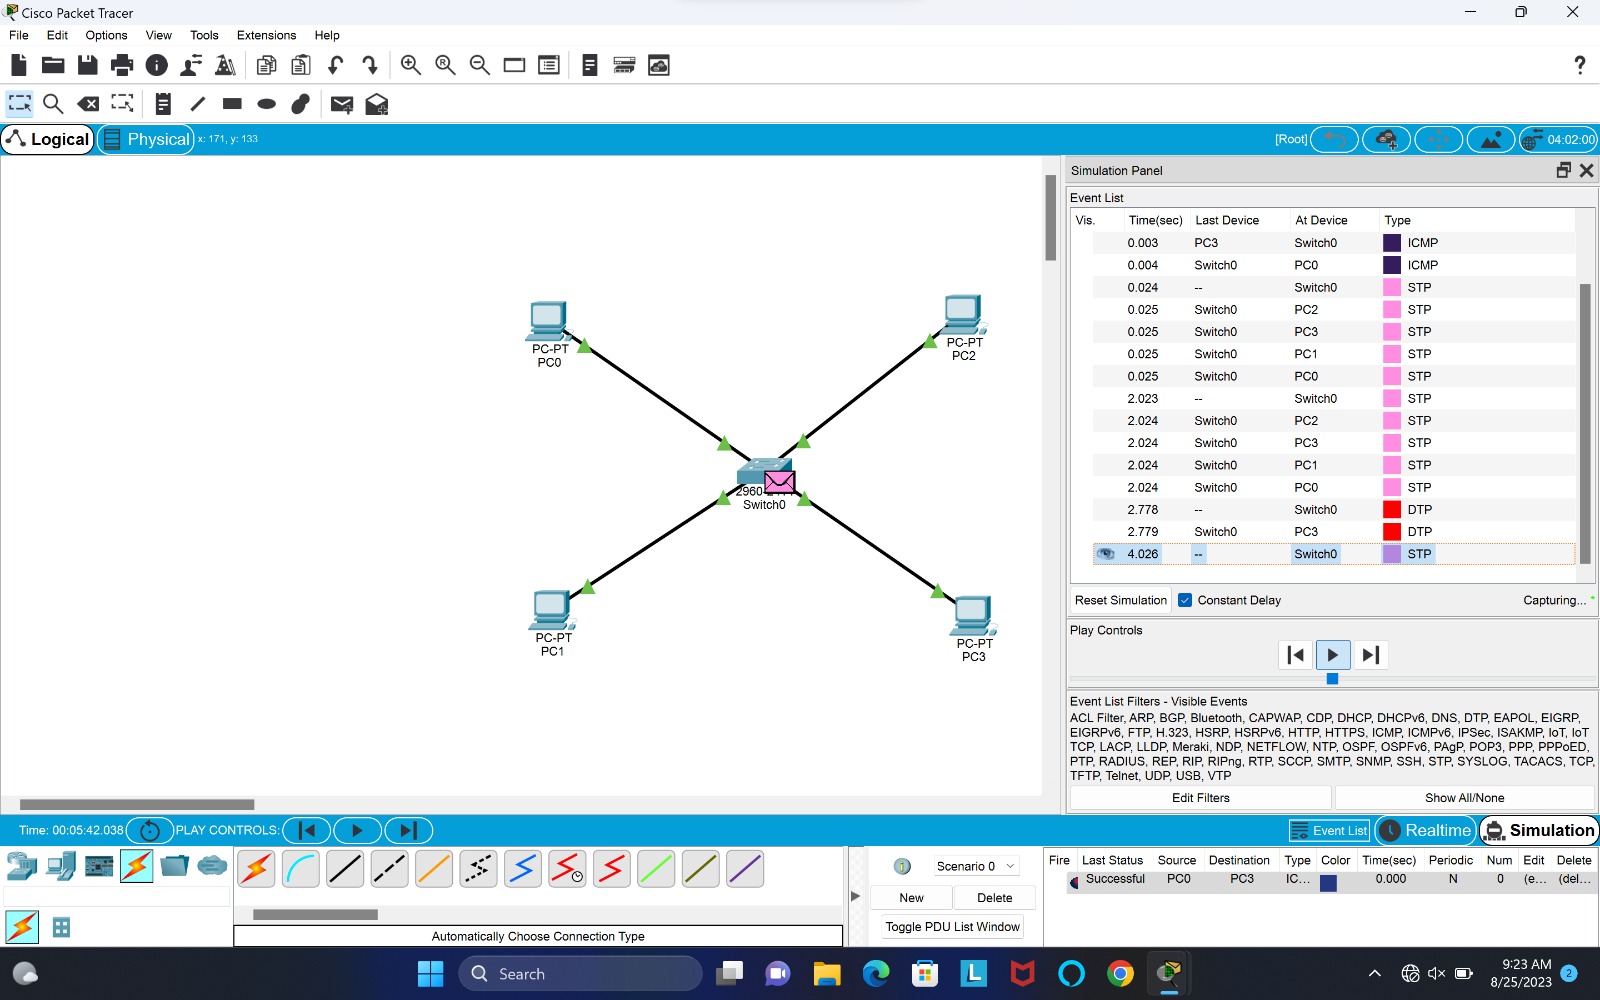 Cisco Packet Tracer
File Edit Options View Tools Extensions Help
?
Logical Physical x: 171, y: 133 [Root] 04:02:00
Simulation Panel
Event List
Vis. Time(sec) Last Device At Device Type
0.003 PC3 Switch0 ICMP
0.004 Switch0 PC0 ICMP
0.024 -- Switch0 STP
0.025 Switch0 PC2 STP
0.025 Switch0 PC3 STP
0.025 Switch0 PC1 STP
0.025 Switch0 PC0 STP
2.023 -- Switch0 STP
2.024 Switch0 PC2 STP
2.024 Switch0 PC3 STP
2.024 Switch0 PC1 STP
2.024 Switch0 PC0 STP
2.778 -- Switch0 DTP
2.779 Switch0 PC3 DTP
4.026 -- Switch0 STP
Reset Simulation Constant Delay Capturing...
Play Controls
Event List Filters - Visible Events
ACL Filter, ARP, BGP, Bluetooth, CAPWAP, CDP, DHCP, DHCPv6, DNS, DTP, EAPOL, EIGRP,
EIGRPv6, FTP, H.323, HSRP, HSRPv6, HTTP, HTTPS, ICMP, ICMPv6, IPSec, ISAKMP, IoT, IoT
TCP, LACP, LLDP, Meraki, NDP, NETFLOW, NTP, OSPF, OSPFv6, PAgP, POP3, PPP, PPPoED,
PTP, RADIUS, REP, RIP, RIPng, RTP, SCCP, SMTP, SNMP, SSH, STP, SYSLOG, TACACS, TCP,
TFTP, Telnet, UDP, USB, VTP
Edit Filters Show All/None
PC-PT
PC0
PC-PT
PC2
2960
Switch0
PC-PT
PC1
PC-PT
PC3
Time: 00:05:42.038 PLAY CONTROLS: Event List Realtime Simulation
Automatically Choose Connection Type
Scenario 0
New Delete
Toggle PDU List Window
Fire Last Status Source Destination Type Color Time(sec) Periodic Num Edit Delete
Successful PC0 PC3 IC... 0.000 N 0 (e... (del...
Search
9:23 AM
8/25/2023
2